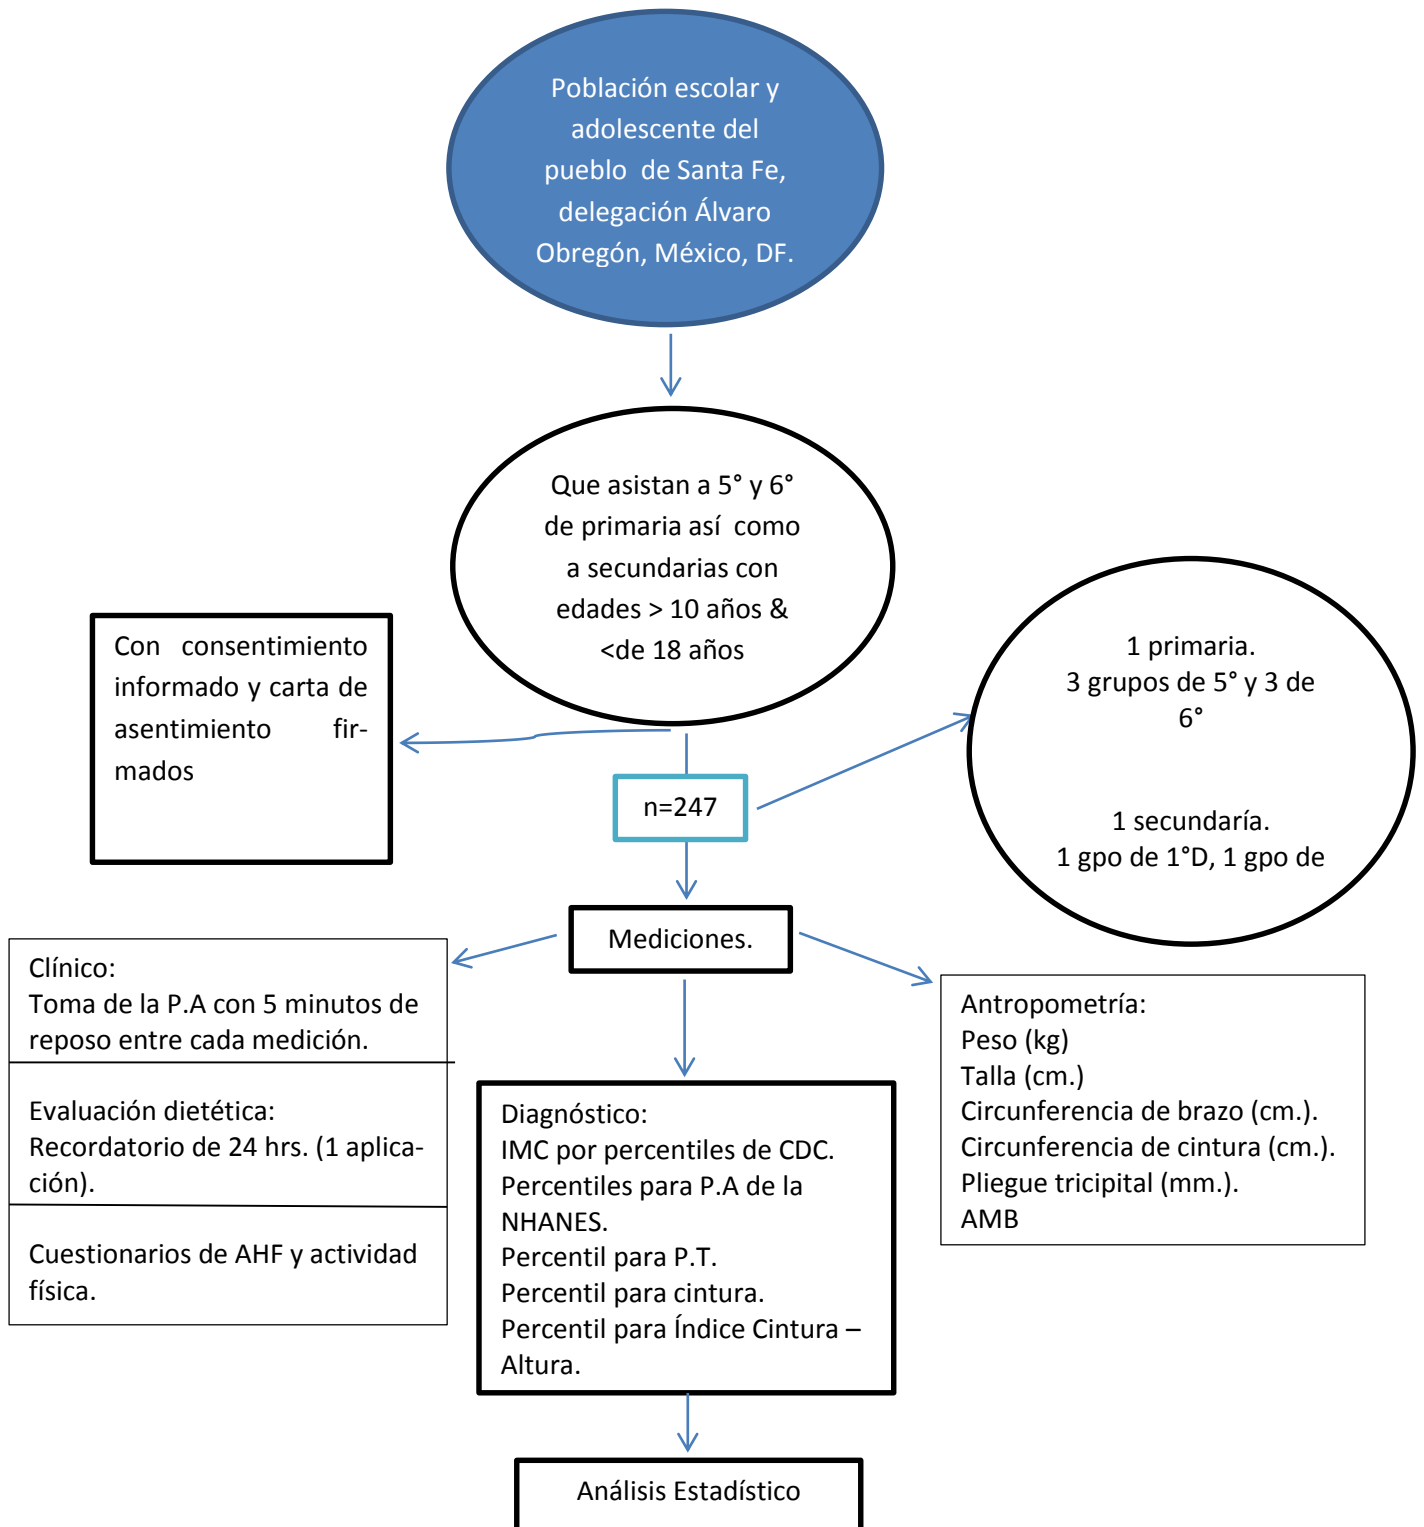 Población escolar y
adolescente del
pueblo de Santa Fe,
delegación Álvaro
Obregón, México, DF.
Que asistan a 5° y 6°
de primaria así como
a secundarias con
edades > 10 años &
<de 18 años
Con consentimiento
informado y carta de
asentimiento fir-
mados
1 primaria.
3 grupos de 5° y 3 de
6°
1 secundaría.
1 gpo de 1°D, 1 gpo de
n=247
Mediciones.
Clínico:
Toma de la P.A con 5 minutos de
reposo entre cada medición.
Evaluación dietética:
Recordatorio de 24 hrs. (1 aplica-
ción).
Cuestionarios de AHF y actividad
física.
Diagnóstico:
IMC por percentiles de CDC.
Percentiles para P.A de la
NHANES.
Percentil para P.T.
Percentil para cintura.
Percentil para Índice Cintura –
Altura.
Antropometría:
Peso (kg)
Talla (cm.)
Circunferencia de brazo (cm.).
Circunferencia de cintura (cm.).
Pliegue tricipital (mm.).
AMB
Análisis Estadístico